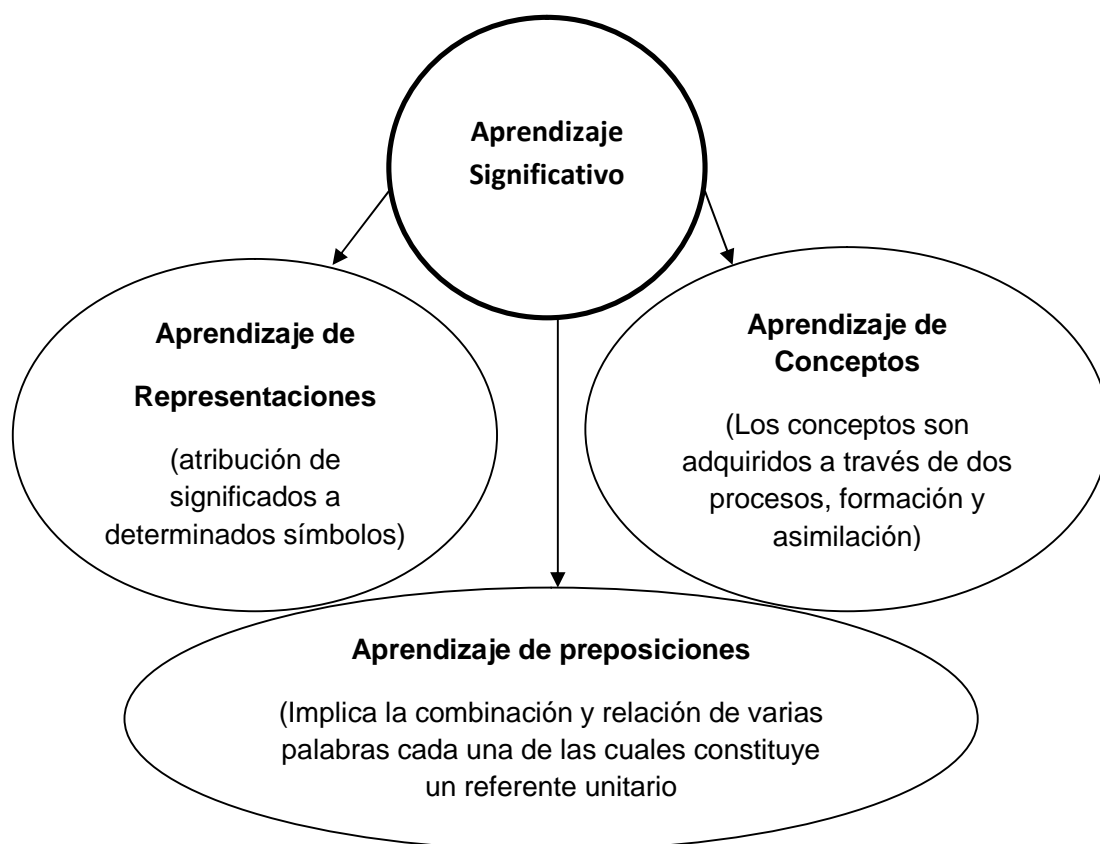 Aprendizaje
Significativo
Aprendizaje de
Representaciones
(atribución de
significados a
determinados símbolos)
Aprendizaje de
Conceptos
(Los conceptos son
adquiridos a través de dos
procesos, formación y
asimilación)
Aprendizaje de preposiciones
(Implica la combinación y relación de varias
palabras cada una de las cuales constituye
un referente unitario